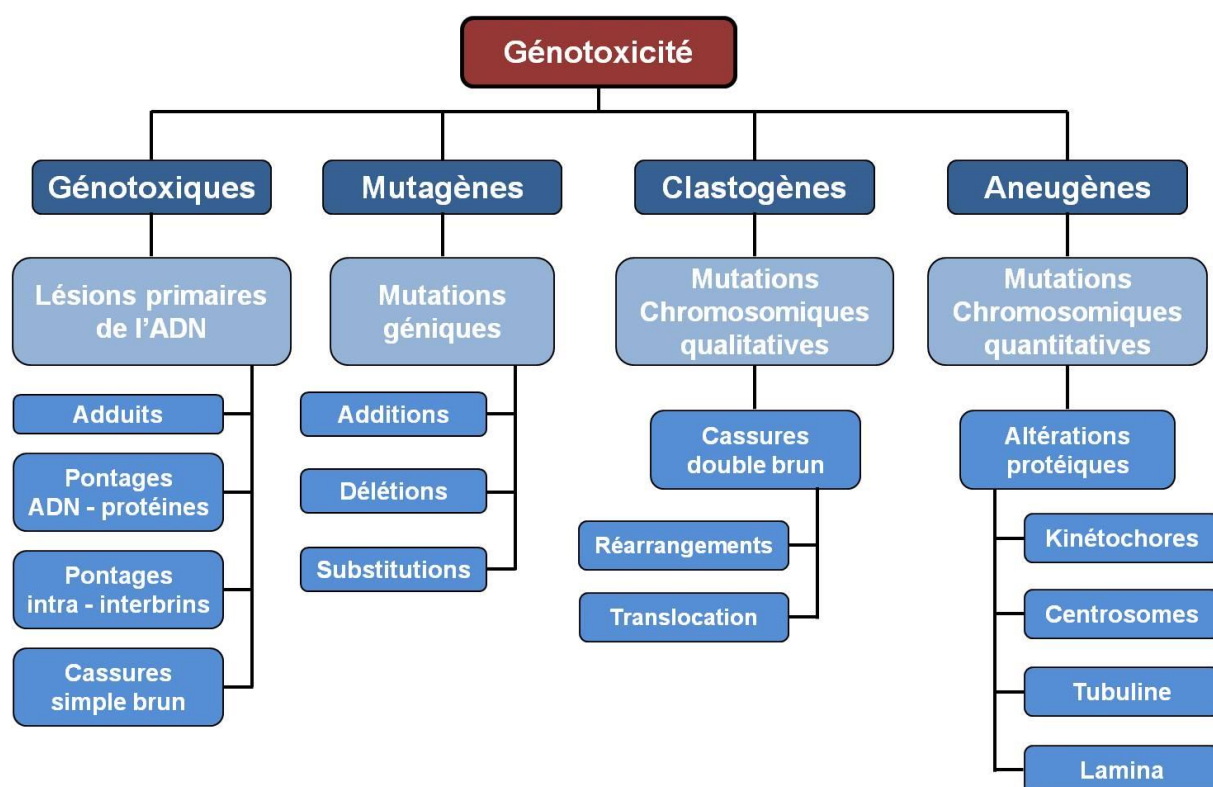 Génotoxicité
Génotoxiques
Mutagènes
Clastogènes
Aneugènes
Lésions primaires
de l'ADN
Mutations
géniques
Mutations
Chromosomiques
qualitatives
Mutations
Chromosomiques
quantitatives
Adduits
Pontages
ADN - protéines
Pontages
intra - interbrins
Cassures
simple brun
Additions
Délétions
Substitutions
Cassures
double brun
Réarrangements
Translocation
Altérations
protéiques
Kinétochores
Centrosomes
Tubuline
Lamina